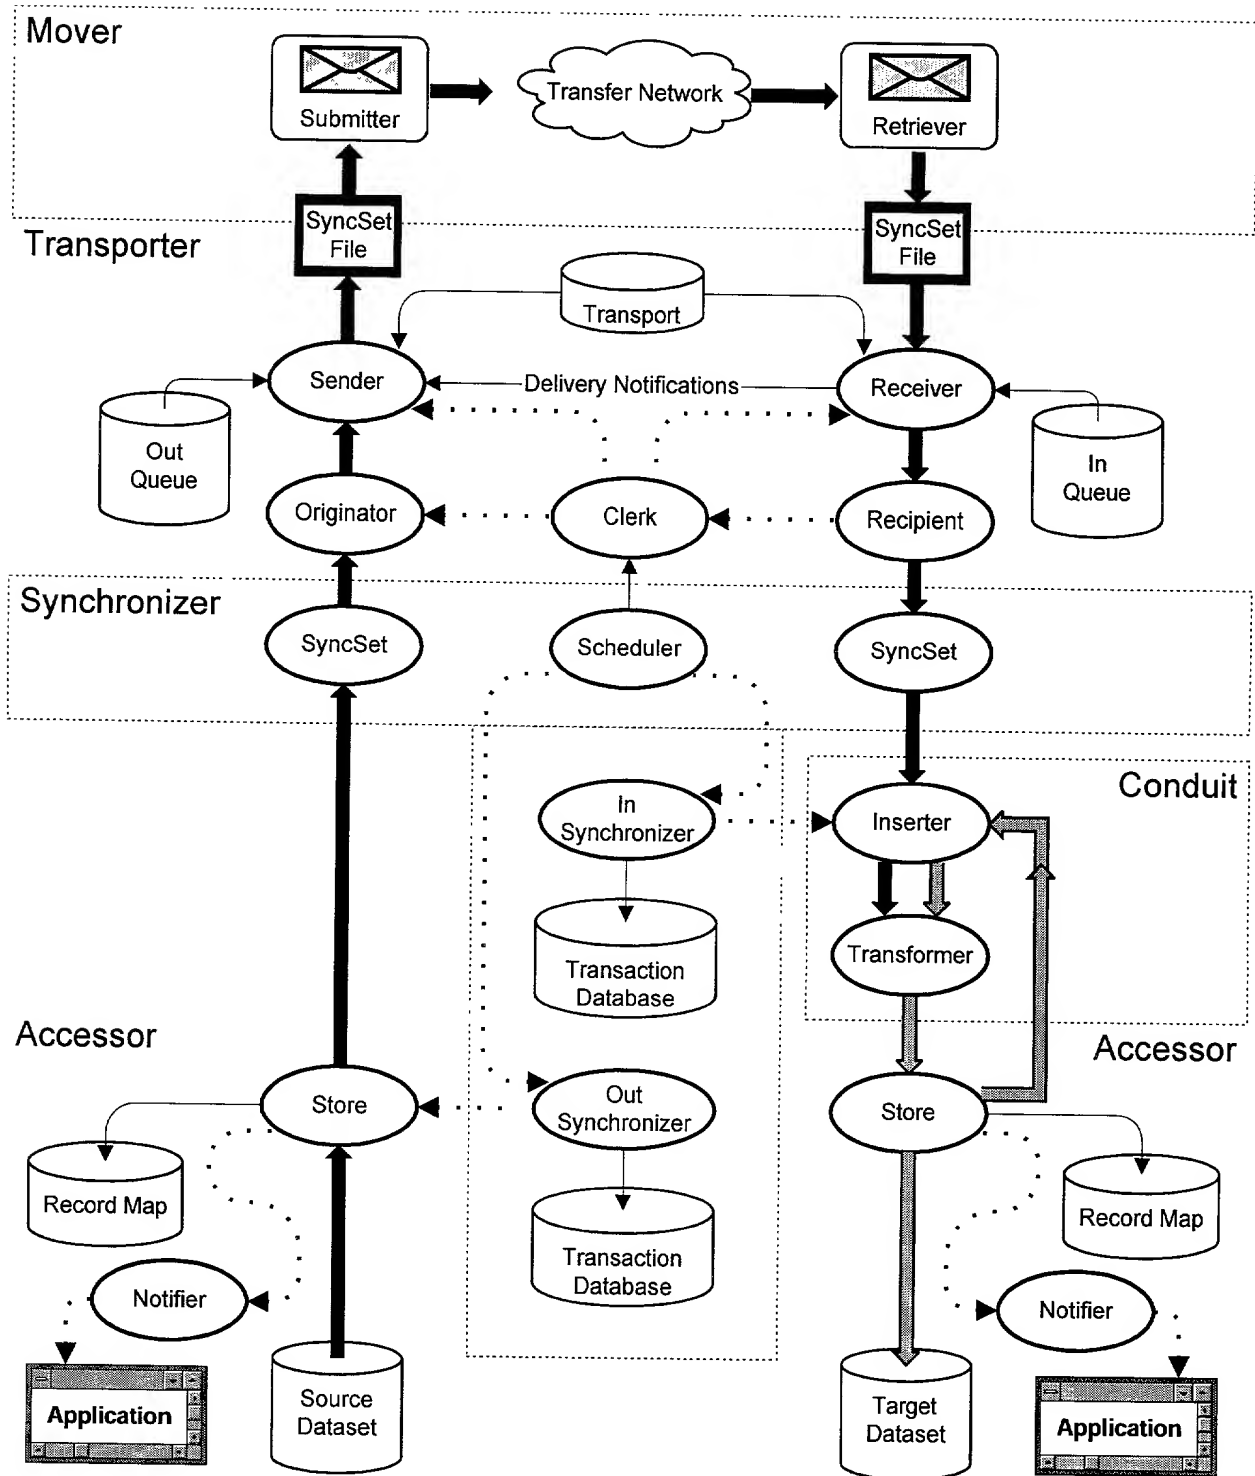 Mover
Submitter
Transfer Network
Retriever
SyncSet
File
SyncSet
File
Transporter
Transport
Sender
Delivery Notifications
Receiver
Out
Queue
In
Queue
Originator
Clerk
Recipient
Synchronizer
SyncSet
Scheduler
SyncSet
Conduit
In
Synchronizer
Inserter
Transaction
Database
Transformer
Accessor
Accessor
Store
Out
Synchronizer
Store
Record Map
Record Map
Transaction
Database
Notifier
Notifier
Source
Dataset
Target
Dataset
Application
Application